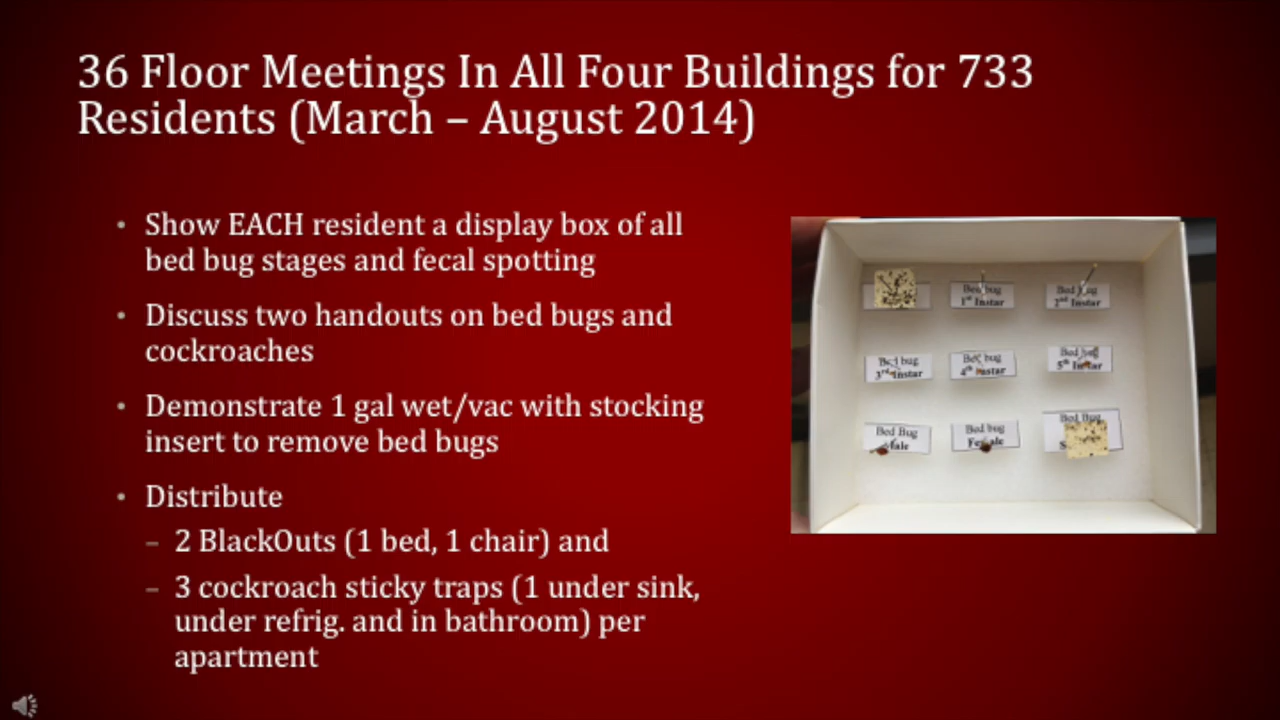 36 Floor Meetings In All Four Buildings for 733
Residents (March – August 2014)
• Show EACH resident a display box of all
bed bug stages and fecal spotting
• Discuss two handouts on bed bugs and
cockroaches
• Demonstrate 1 gal wet/vac with stocking
insert to remove bed bugs
• Distribute
– 2 BlackOuts (1 bed, 1 chair) and
– 3 cockroach sticky traps (1 under sink,
under refrig. and in bathroom) per
apartment
Bed bug
1st Instar
Bed bug
2nd Instar
Bed bug
3rd Instar
Bed bug
4th Instar
Bed bug
5th Instar
Bed Bug
Male
Bed bug
Female
Bed Bug